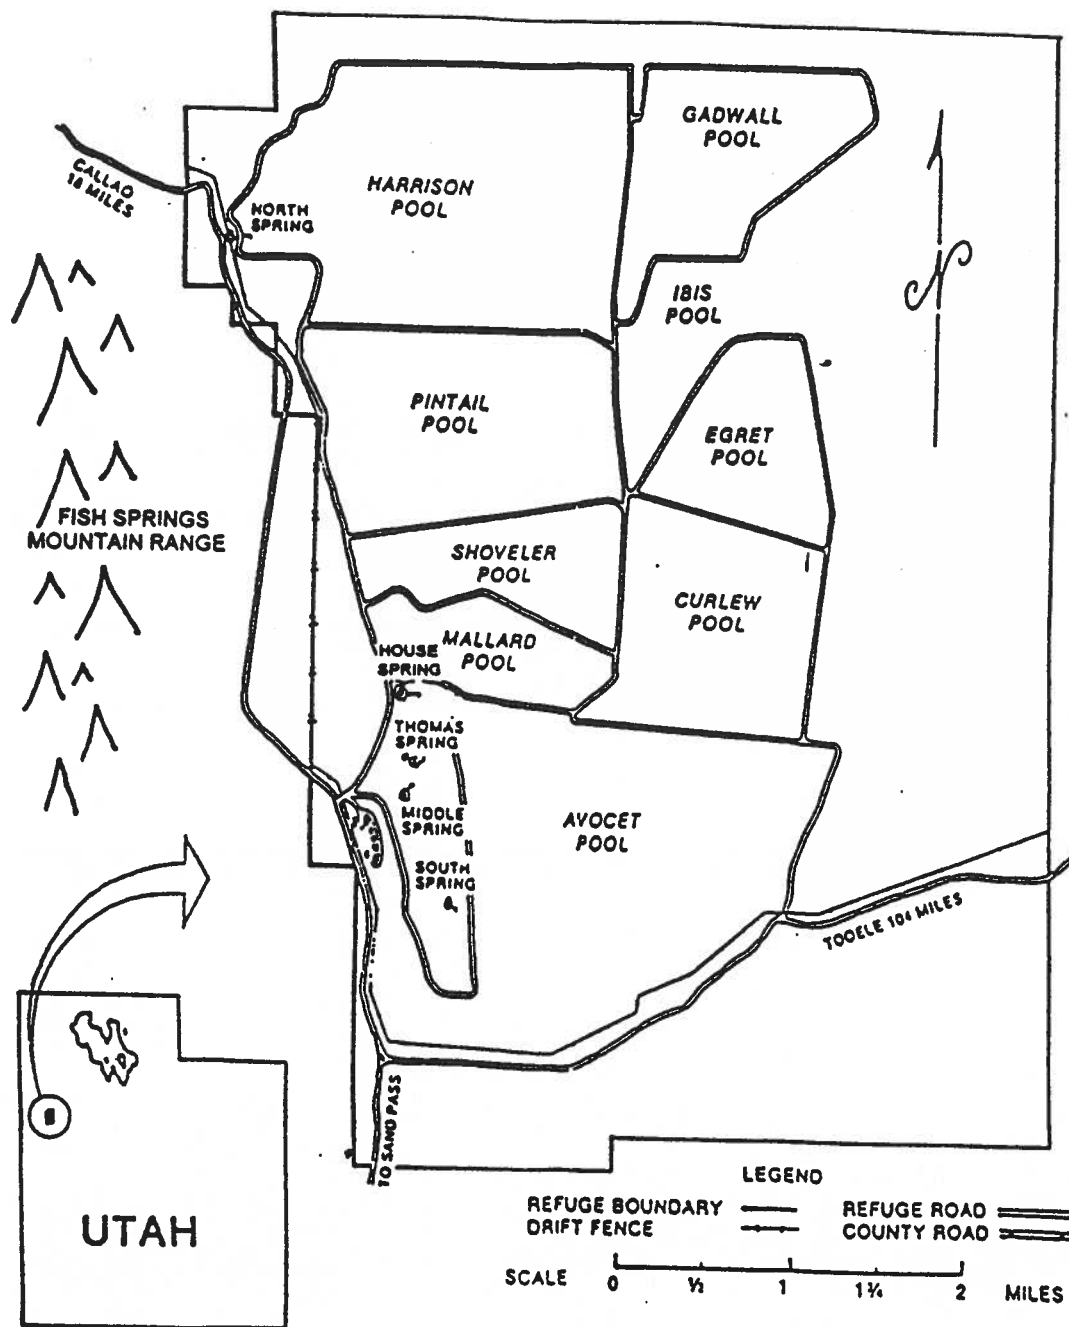 GADWALL
POOL
CALLAO
18 MILES
HARRISON
POOL
NORTH
SPRING
IBIS
POOL
PINTAIL
POOL
EGRET
POOL
FISH SPRINGS
MOUNTAIN RANGE
SHOVELER
POOL
CURLEW
POOL
MALLARD
POOL
HOUSE
SPRING
THOMAS
SPRING
MIDDLE
SPRING
AVOCET
POOL
SOUTH
SPRING
TOOELE 104 MILES
TO SAND PASS
UTAH
LEGEND
REFUGE BOUNDARY
REFUGE ROAD
DRIFT FENCE
COUNTY ROAD
SCALE 0 ½ 1 1¾ 2 MILES